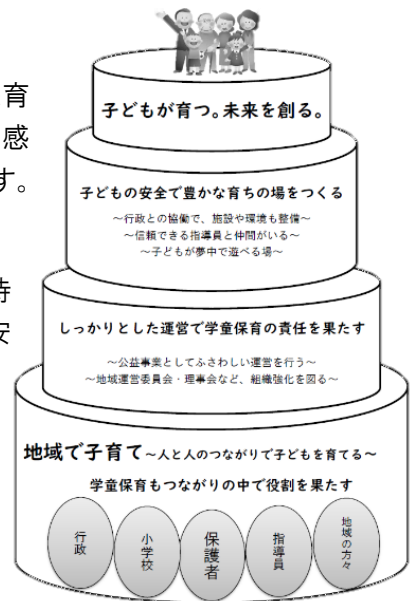 育
感
す。
待
安
子どもが育つ。未来を創る。
子どもの安全で豊かな育ちの場をつくる
～行政との協働で、施設や環境も整備～
～信頼できる指導員と仲間がいる～
～子どもが夢中で遊べる場～
しっかりとした運営で学童保育の責任を果たす
～公益事業としてふさわしい運営を行う～
～地域運営委員会・理事会など、組織強化を図る～
地域で子育て～人と人のつながりで子どもを育てる～
学童保育もつながりの中で役割を果たす
行政
小学校
保護者
指導員
地域の方々